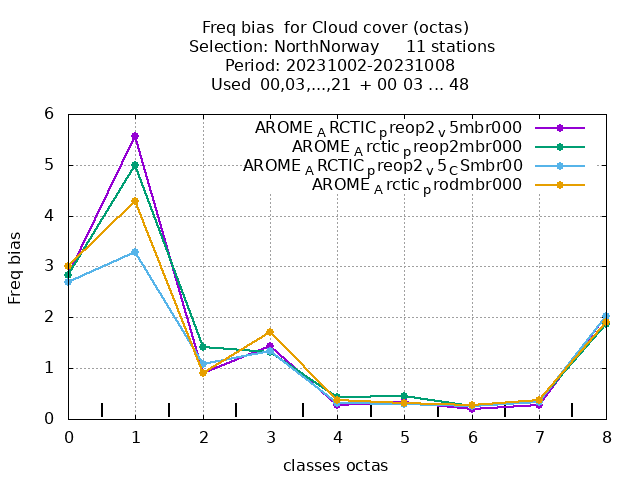 Freq bias for Cloud cover (octas)
Selection: NorthNorway 11 stations
Period: 20231002-20231008
Used 00,03,...,21 + 00 03 ... 48
AROME_ARCTIC_preop2_v5mbr000
AROME_Arctic_preop2mbr000
AROME_ARCTIC_preop2_v5_CSmbr00
AROME_Arctic_prodmbr000
6
5
4
3
2
1
0
Freq bias
0 1 2 3 4 5 6 7 8
classes octas